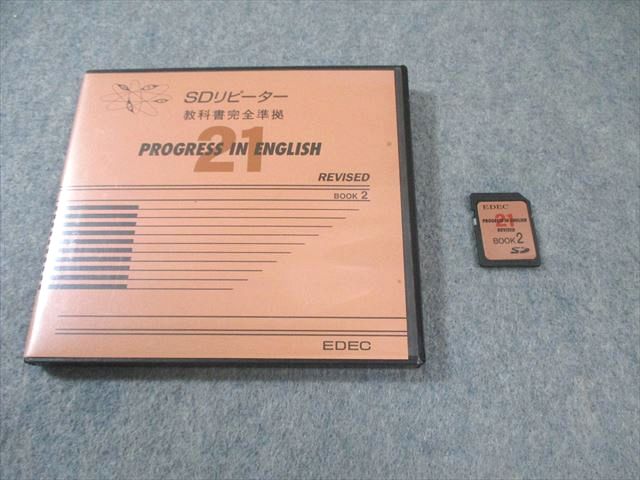 SDリピーター
教科書完全準拠
21
PROGRESS IN ENGLISH
REVISED
BOOK 2
EDEC
EDEC
21
PROGRESS IN ENGLISH
REVISED
BOOK 2
SD